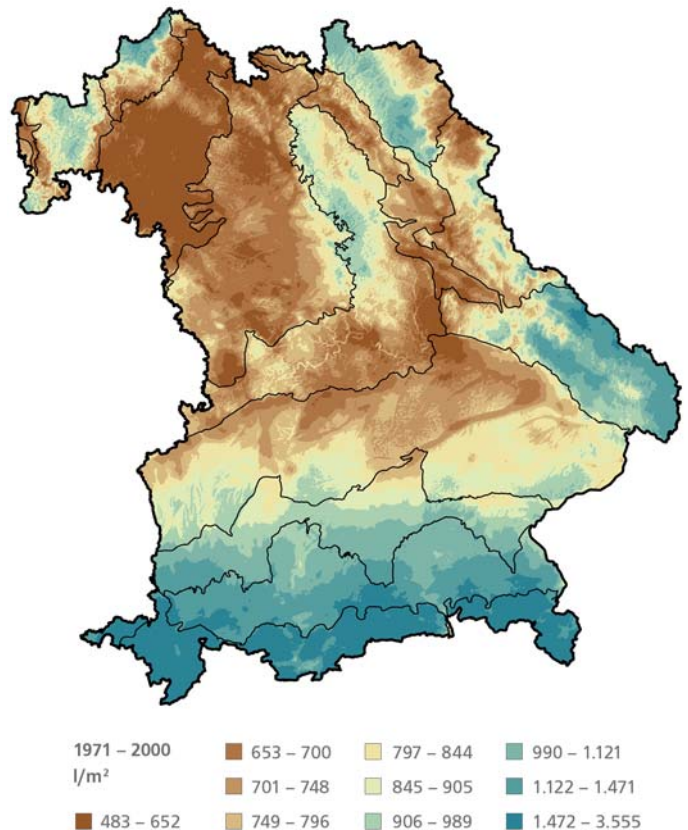 1971 – 2000
l/m²
483 – 652
653 – 700
701 – 748
749 – 796
797 – 844
845 – 905
906 – 989
990 – 1.121
1.122 – 1.471
1.472 – 3.555